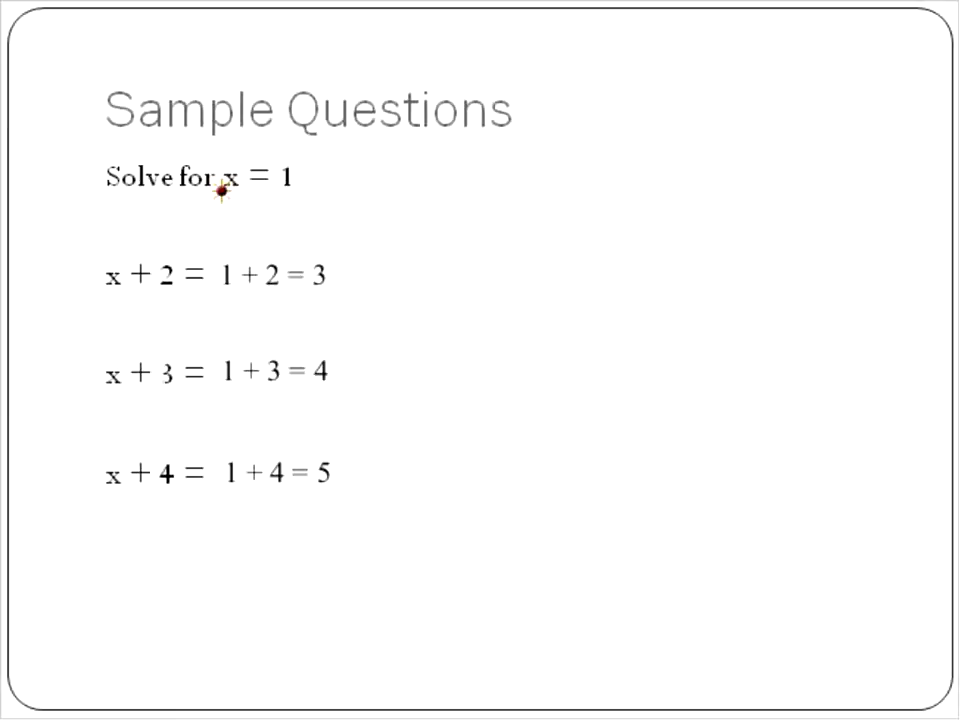 Sample Questions
Solve for x = 1
x + 2 = 1 + 2 = 3
x + 3 = 1 + 3 = 4
x + 4 = 1 + 4 = 5